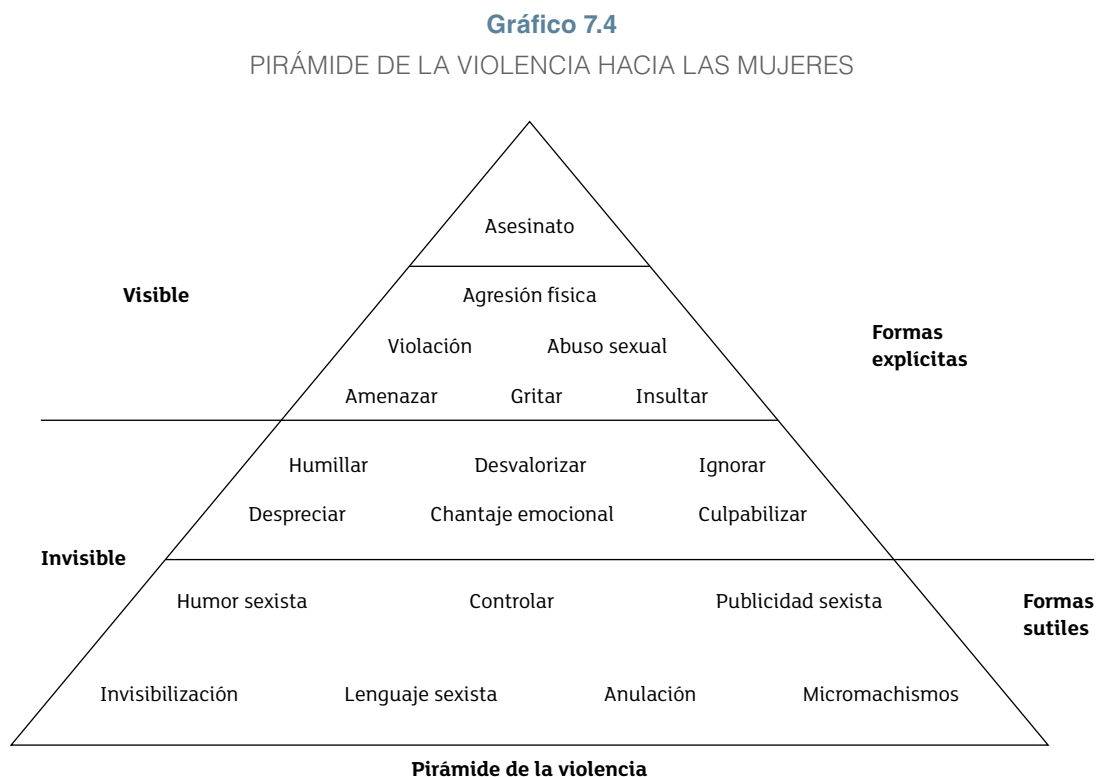 Gráfico 7.4
PIRÁMIDE DE LA VIOLENCIA HACIA LAS MUJERES
Asesinato
Visible
Agresión física
Formas
explícitas
Violación Abuso sexual
Amenazar Gritar Insultar
Humillar Desvalorizar Ignorar
Despreciar Chantaje emocional Culpabilizar
Invisible
Humor sexista Controlar Publicidad sexista
Formas
sutiles
Invisibilización Lenguaje sexista Anulación Micromachismos
Pirámide de la violencia